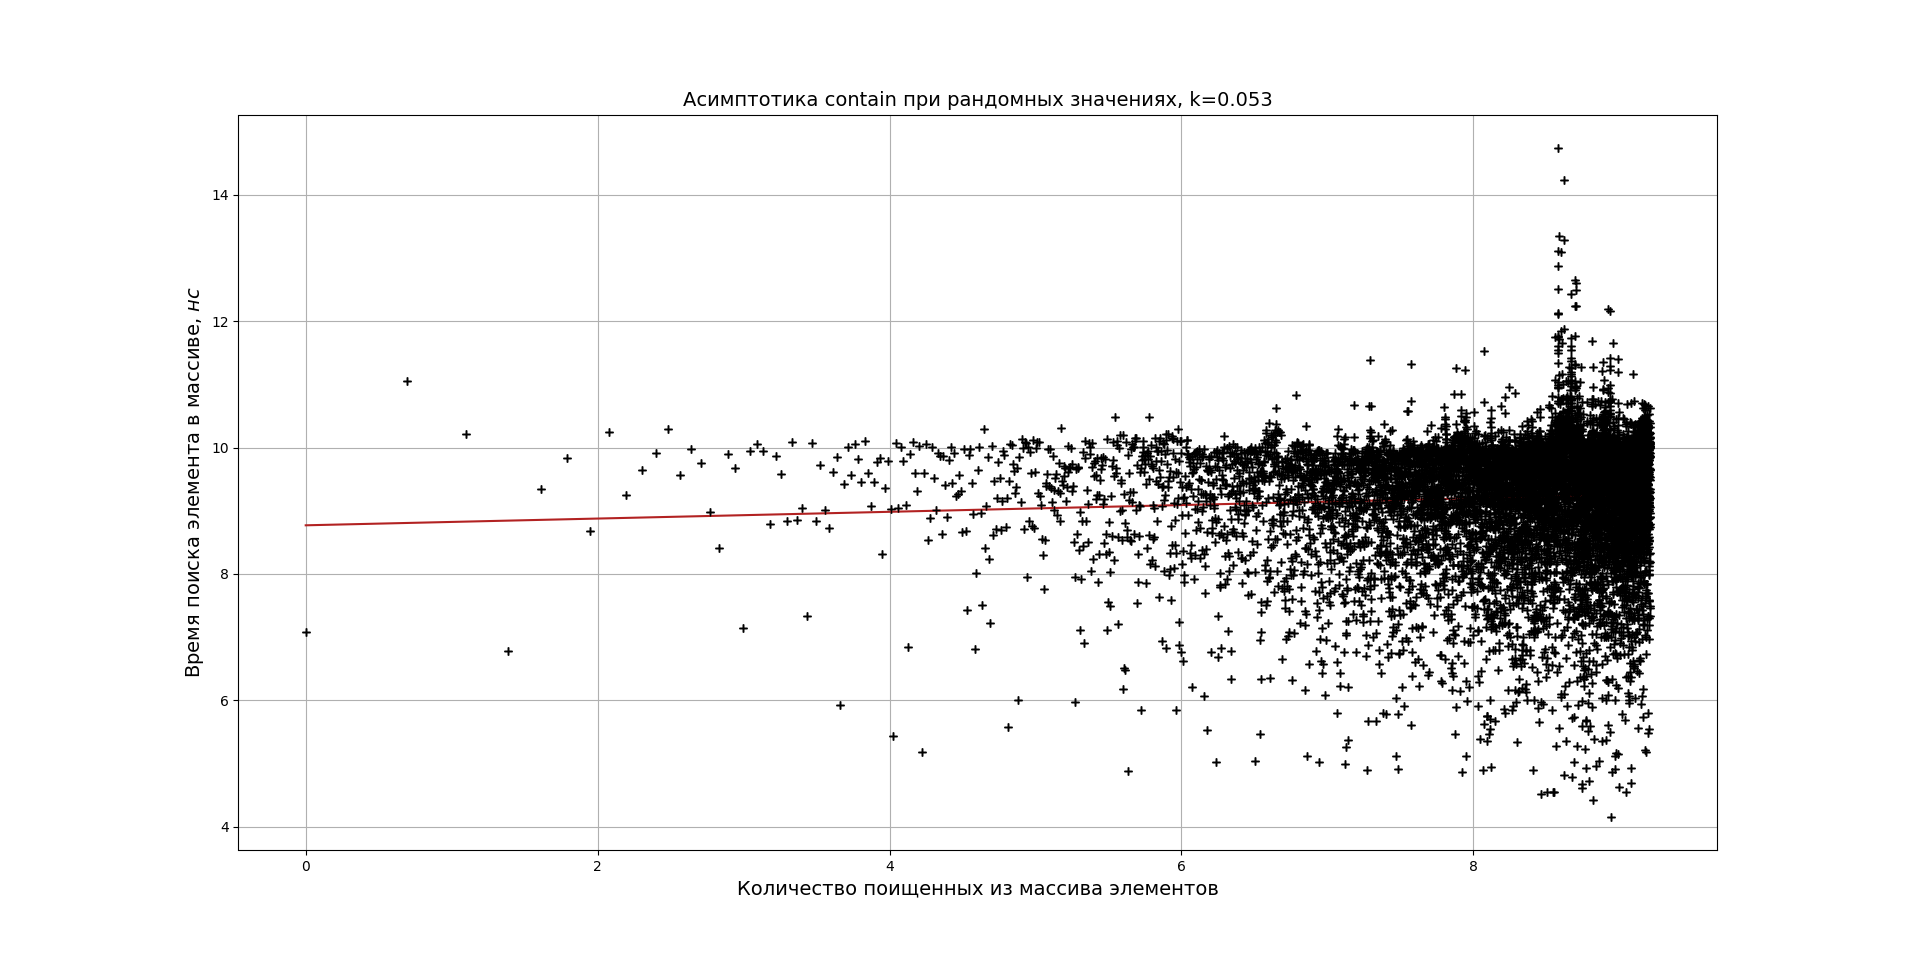 Асимптотика contain при рандомных значениях, k=0.053
Время поиска элемента в массиве, нс
14
12
10
8
6
4
0 2 4 6 8
Количество поищенных из массива элементов